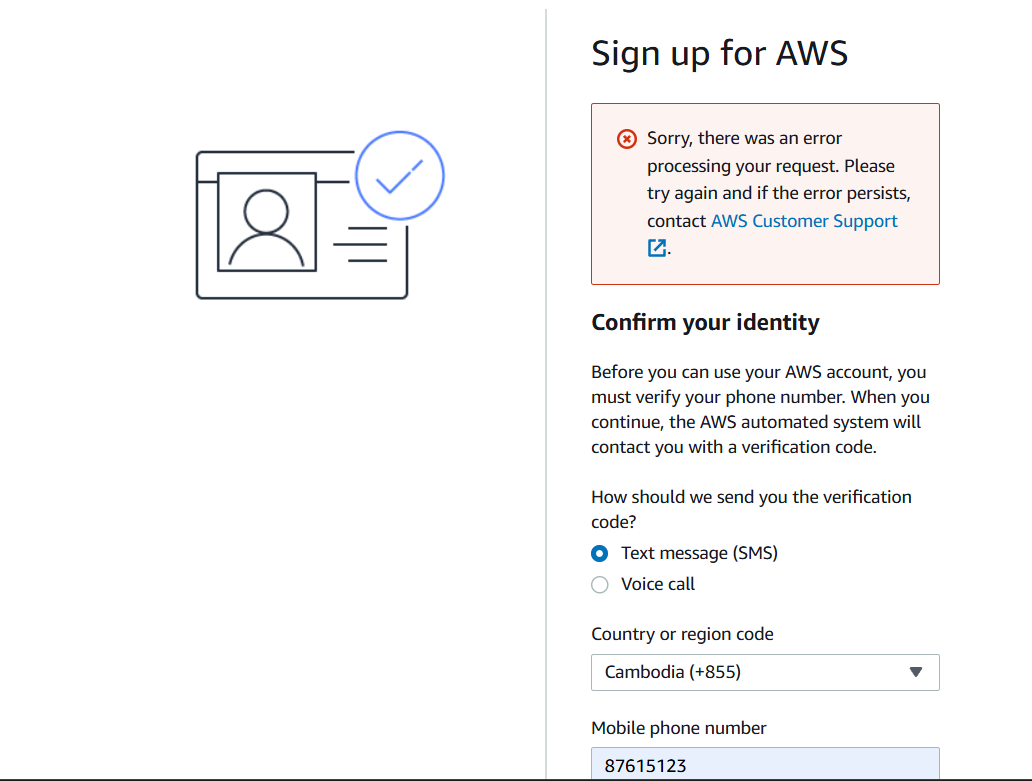 Sign up for AWS
Sorry, there was an error
processing your request. Please
try again and if the error persists,
contact AWS Customer Support
.
Confirm your identity
Before you can use your AWS account, you
must verify your phone number. When you
continue, the AWS automated system will
contact you with a verification code.
How should we send you the verification
code?
Text message (SMS)
Voice call
Country or region code
Cambodia (+855)
Mobile phone number
87615123